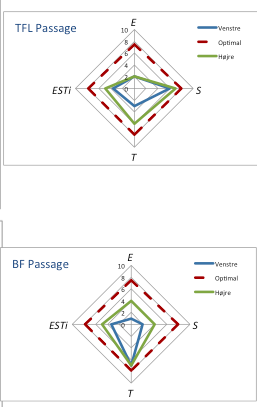 TFL Passage
E
10
8
6
4
2
0
ESTi
S
T
Venstre
Optimal
Højre
BF Passage
E
10
8
6
4
2
0
ESTi
S
T
Venstre
Optimal
Højre